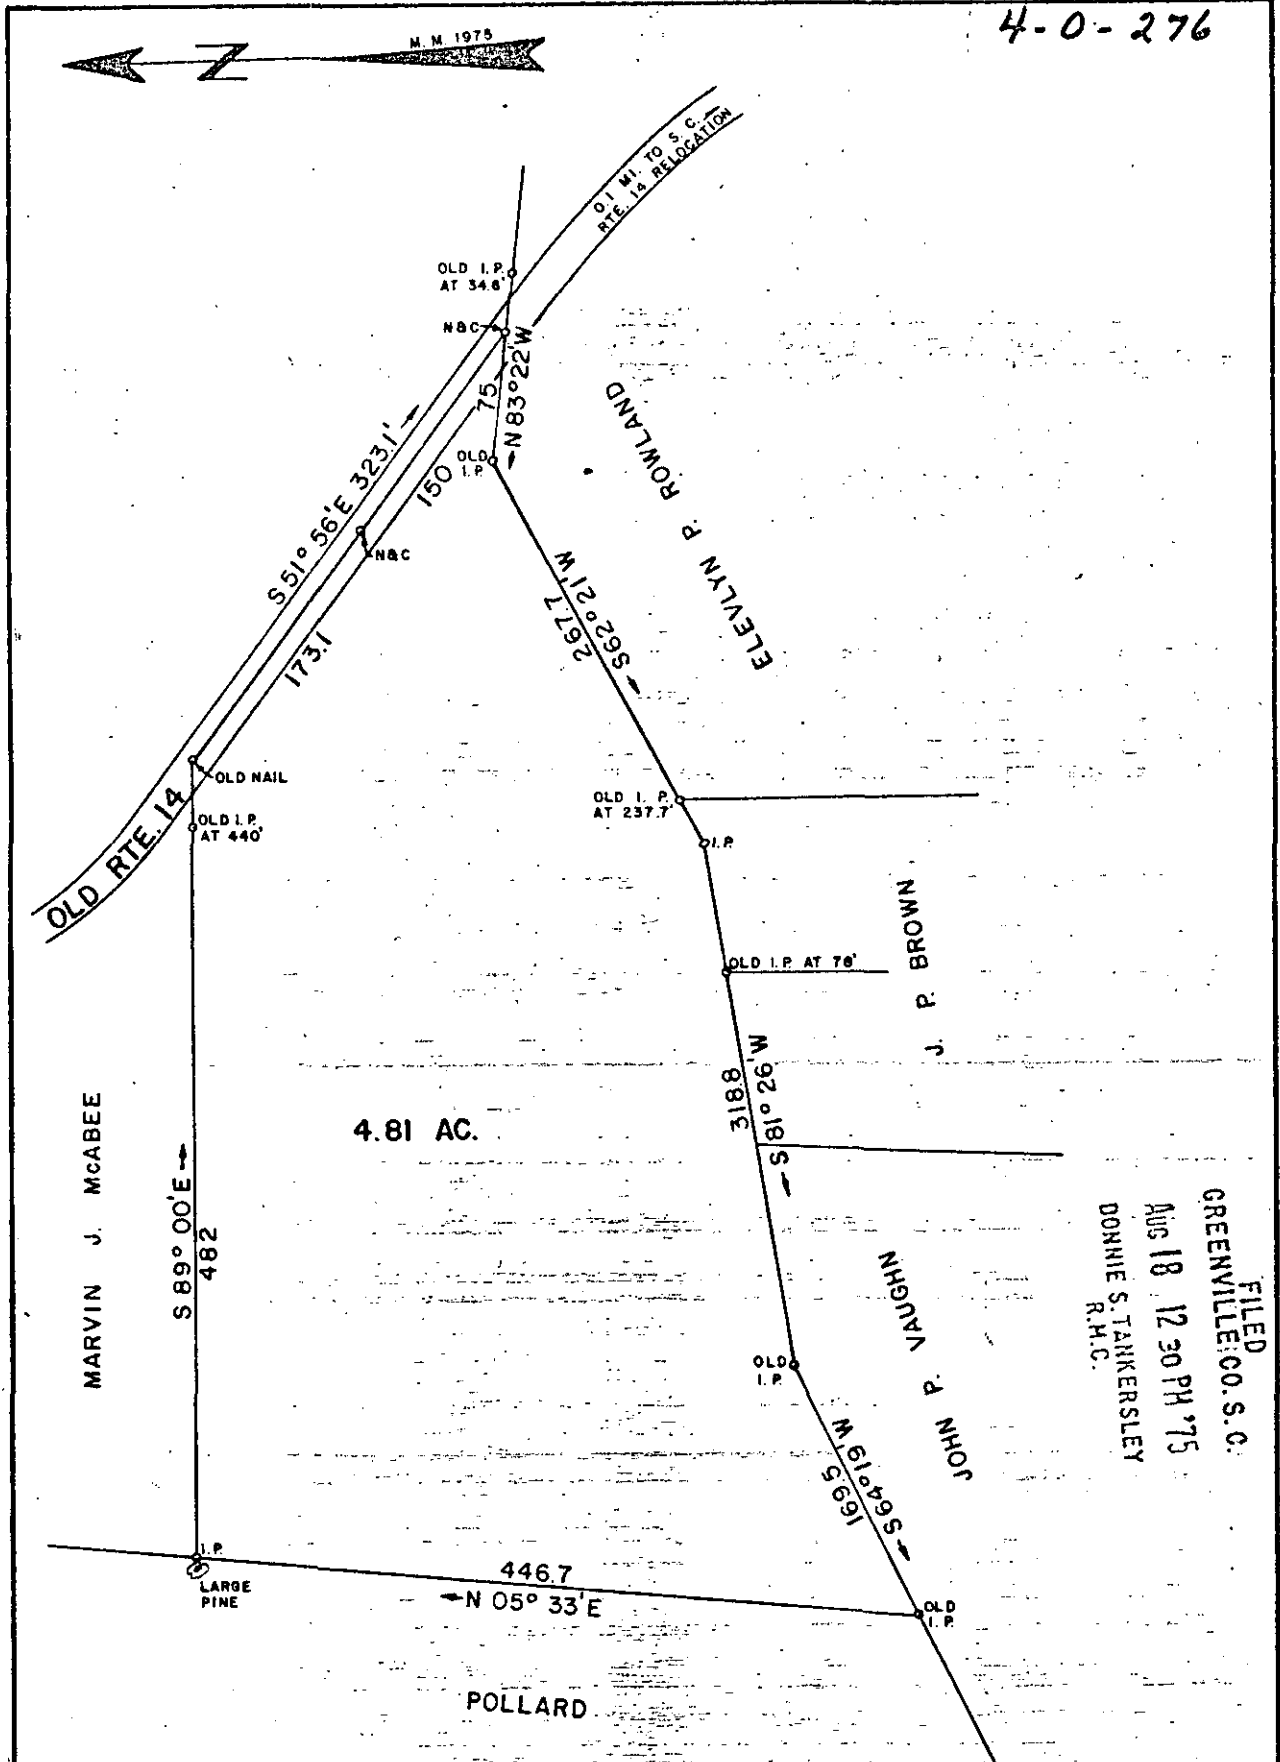 4-O-276
M. M. 1975
N
0.1 MI. TO S. C.
RTE. 14 RELOCATION
OLD I. P.
AT 34.6'
N&C
75
N 83° 22' W
S 51° 56' E 323.1'
OLD
I. P.
150
N&C
173.1
ELEVLYN P. ROWLAND
267.7
S62° 21' W
OLD NAIL
OLD RTE. 14
OLD I. P.
AT 440'
OLD I. P.
AT 237.7'
I. P.
OLD I. P. AT 78'
J. P. BROWN
318.8
S 81° 26' W
4.81 AC.
MARVIN J. McABEE
S 89° 00' E
482
JOHN P. VAUGHN
FILED
GREENVILLE CO. S. C.
AUG 18 12 30 PM '75
DONNIE S. TANKERSLEY
R.M.C.
OLD
I. P.
169.5
S64° 19' W
I. P.
LARGE
PINE
446.7
N 05° 33' E
OLD
I. P.
POLLARD